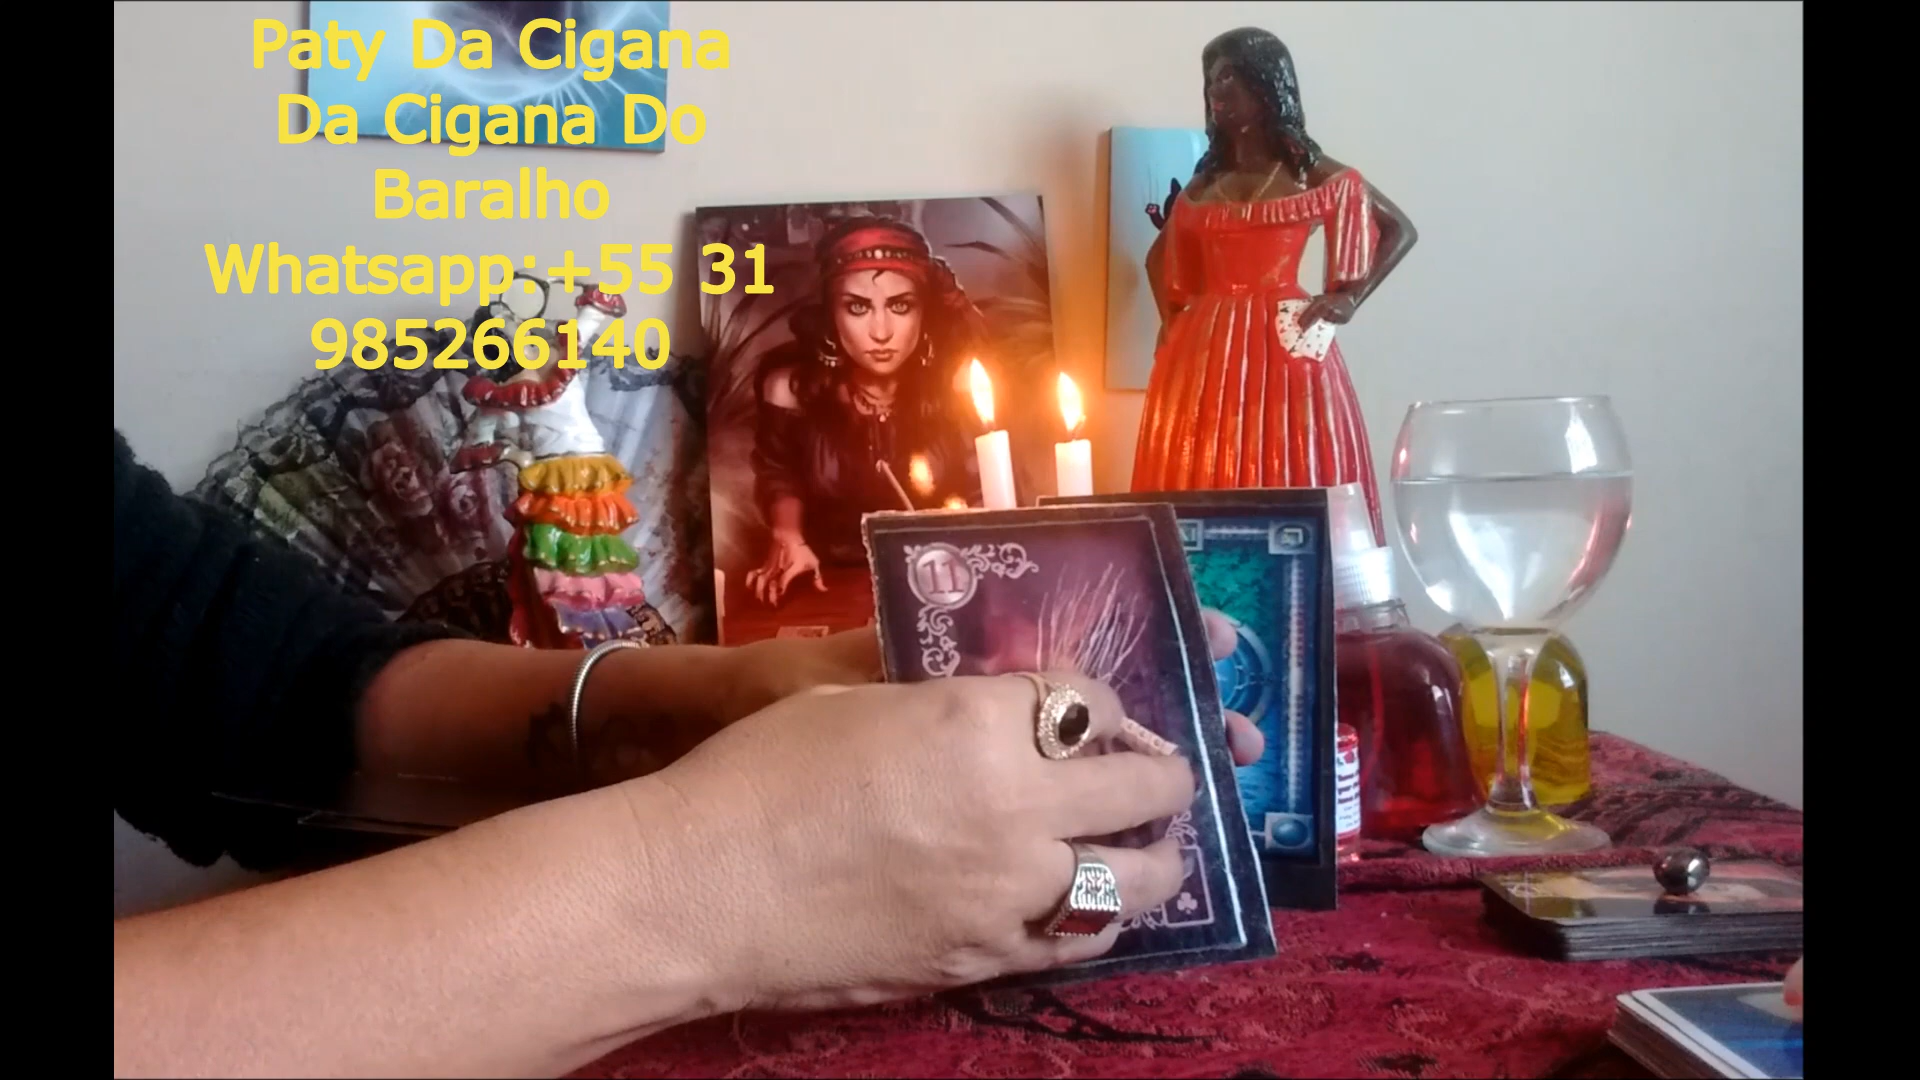 Paty Da Cigana
Da Cigana Do
Baralho
Whatsapp:+55 31
985266140
11